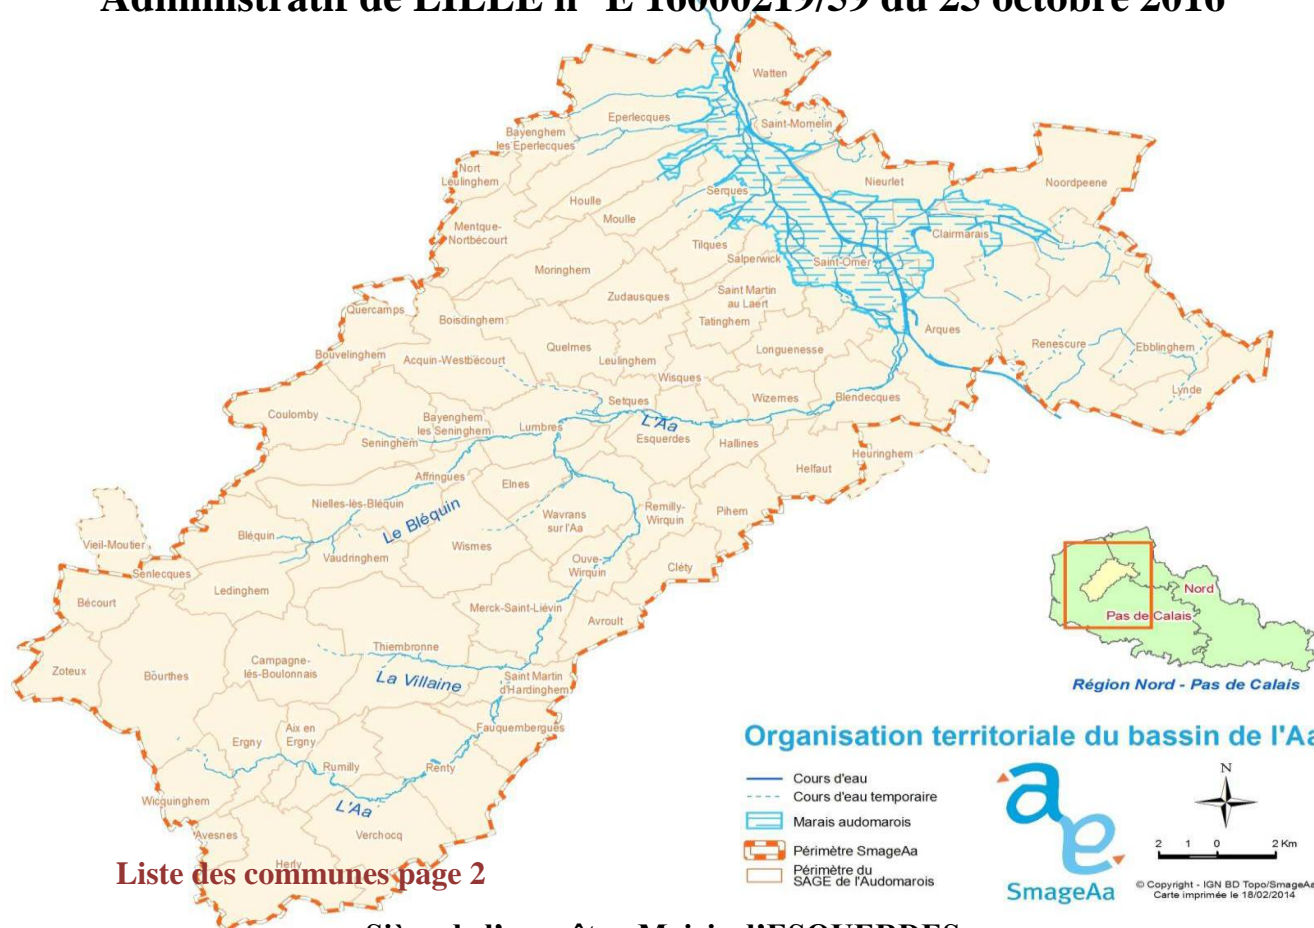 Administratif de LILLE n° E 16000219/59 du 25 octobre 2016
Watten
Eperlecques
Saint-Momelin
Bayenghem
les Eperlecques
Nort
Leulinghem
Nieurlet
Noordpeene
Serques
Houlle
Moulle
Mentque-
Nortbécourt
Clairmarais
Tilques
Salperwick
Saint-Omer
Moringhem
Zudausques
Saint Martin
au Laert
Quercamps
Boisdinghem
Tatinghem
Arques
Renescure
Ebblinghem
Bouvelinghem
Acquin-Westbécourt
Quelmes
Leulinghem
Longuenesse
Wisques
Lynde
Setques
Wizernes
Blendecques
Coulomby
Bayenghem
les Seninghem
Lumbres
L'Aa
Seninghem
Esquerdes
Hallines
Heuringhem
Helfaut
Affringues
Elnes
Nielles-lès-Bléquin
Le Bléquin
Wavrans
sur l'Aa
Remilly-
Wirquin
Pihem
Bléquin
Vieil-Moutier
Wismes
Vaudringhem
Ouve-
Wirquin
Cléty
Senlecques
Ledinghem
Bécourt
Merck-Saint-Liévin
Avroult
Nord
Pas de Calais
Thiembronne
Zoteux
Bourthes
Campagne-
lés-Boulonnais
La Villaine
Saint Martin
d'Hardinghem
Région Nord - Pas de Calais
Fauquembergues
Aix en
Ergny
Ergny
Organisation territoriale du bassin de l'Aa
Rumilly
Renty
N
Cours d'eau
Cours d'eau temporaire
Wicquinghem
L'Aa
Marais audomarois
Avesnes
Verchocq
Périmètre SmageAa
2 1 0 2 Km
Herly
Périmètre du
SAGE de l'Audomarois
Liste des communes page 2
ae
SmageAa
© Copyright - IGN BD Topo/SmageAa
Carte imprimée le 18/02/2014
Siège de l'enquête : Mairie d'ESQUERDES